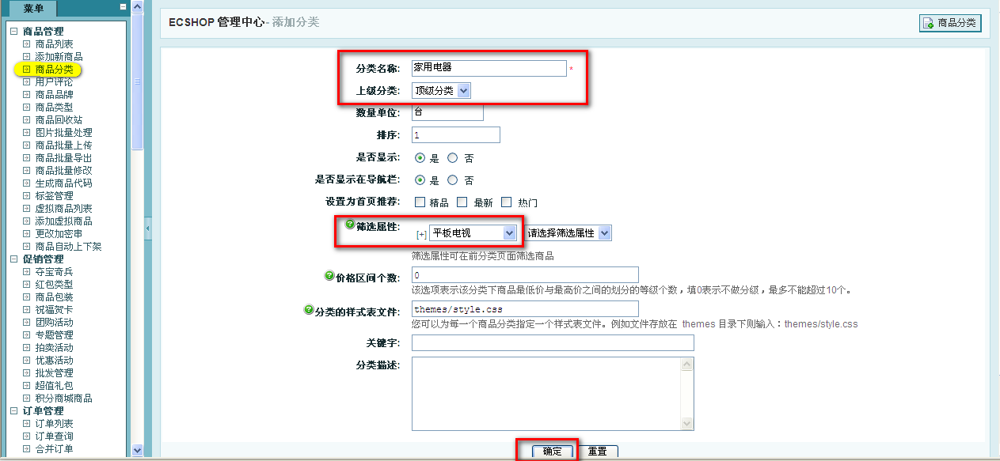 菜单
商品管理
商品列表
添加新商品
商品分类
用户评论
商品品牌
商品类型
商品回收站
图片批量处理
商品批量上传
商品批量导出
商品批量修改
生成商品代码
标签管理
虚拟商品列表
添加虚拟商品
更改加密串
商品自动上下架
促销管理
夺宝奇兵
红包类型
商品包装
祝福贺卡
团购活动
专题管理
拍卖活动
优惠活动
批发管理
超值礼包
积分商城商品
订单管理
订单列表
订单查询
合并订单
ECSHOP 管理中心 - 添加分类
商品分类
分类名称: 家用电器 *
上级分类: 顶级分类
数量单位: 台
排序: 1
是否显示: 是 否
是否显示在导航栏: 是 否
设置为首页推荐: 精品 最新 热门
筛选属性: [+] 平板电视 请选择筛选属性
筛选属性可在前分类页面筛选商品
价格区间个数: 0
该选项表示该分类下商品最低价与最高价之间的划分的等级个数，填0表示不做分级，最多不能超过10个。
分类的样式表文件: themes/style.css
您可以为每一个商品分类指定一个样式表文件。例如文件存放在 themes 目录下则输入：themes/style.css
关键字:
分类描述:
确定 重置